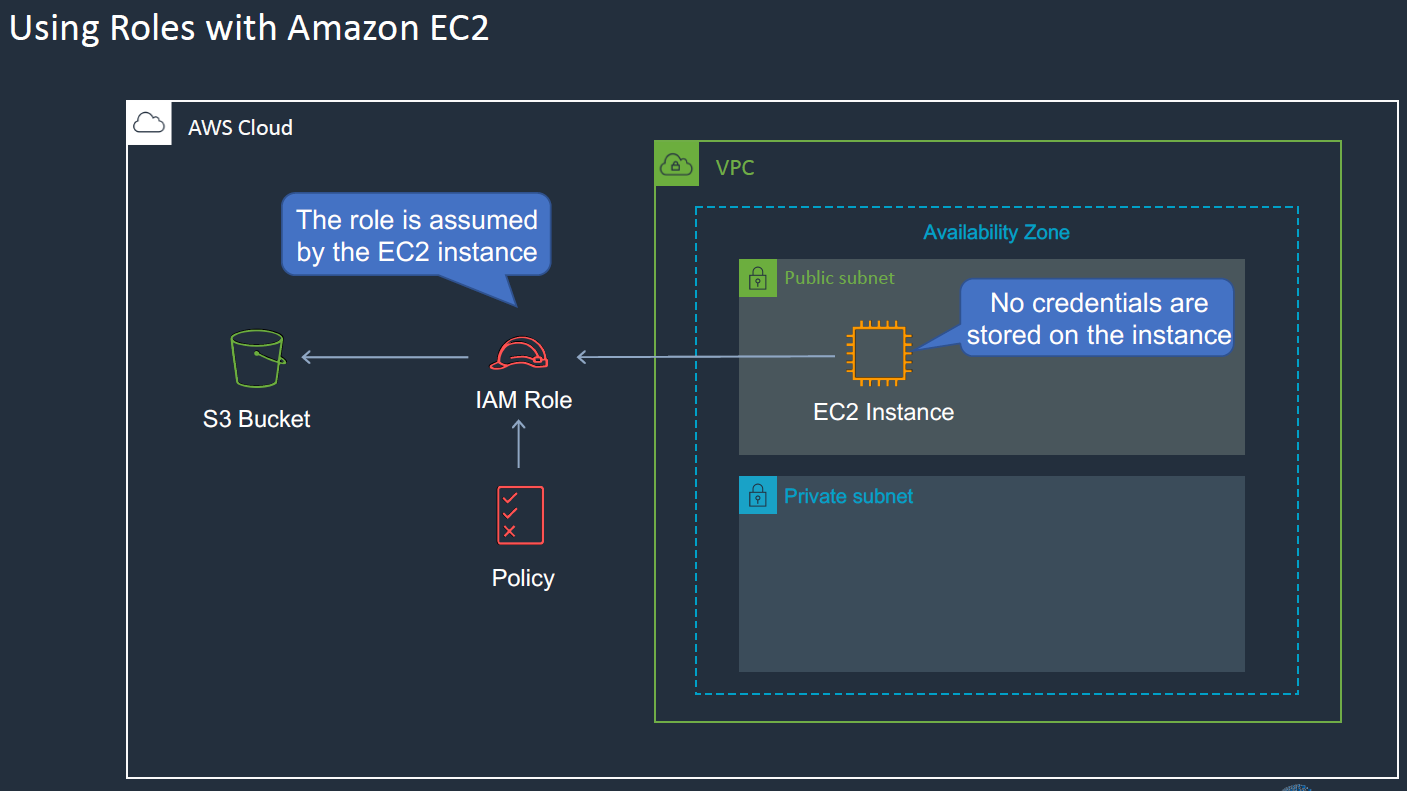 Using Roles with Amazon EC2
AWS Cloud
VPC
The role is assumed
by the EC2 instance
Availability Zone
Public subnet
No credentials are
stored on the instance
S3 Bucket
IAM Role
EC2 Instance
Private subnet
Policy